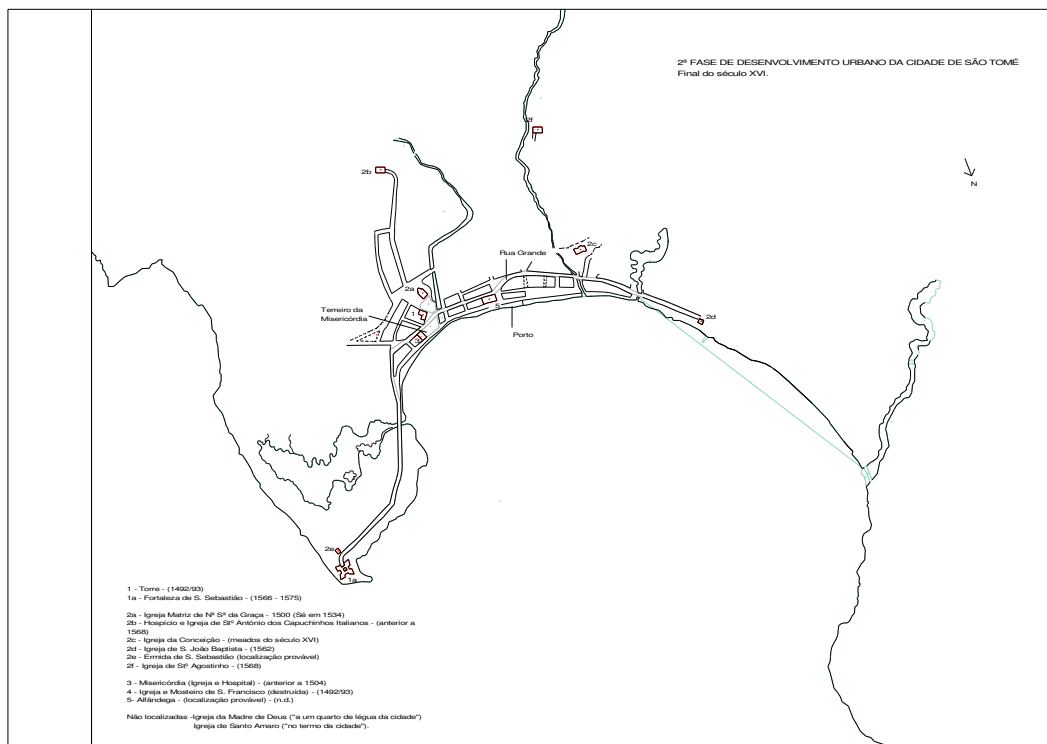 2ª FASE DE DESENVOLVIMENTO URBANO DA CIDADE DE SÃO TOMÉ
Final do século XVI.
2f
N
2b
2c
Rua Grande
2a
5
1
Terreiro da
Misericórdia
2d
Porto
3
2e
1a
1 - Torre - (1492/93)
1a - Fortaleza de S. Sebastião - (1566 - 1575)
2a - Igreja Matriz de Nª Sª da Graça - 1500 (Sé em 1534)
2b - Hospício e Igreja de Stº António dos Capuchinhos Italianos - (anterior a
1568)
2c - Igreja da Conceição - (meados do século XVI)
2d - Igreja de S. João Baptista - (1562)
2e - Ermida de S. Sebastião (localização provável)
2f - Igreja de Stº Agostinho - (1568)
3 - Misericórdia (Igreja e Hospital) - (anterior a 1504)
4 - Igreja e Mosteiro de S. Francisco (destruída) - (1492/93)
5- Alfândega - (localização provável) - (n.d.)
Não localizadas -Igreja da Madre de Deus ("a um quarto de légua da cidade")
Igreja de Santo Amaro ("no termo da cidade").